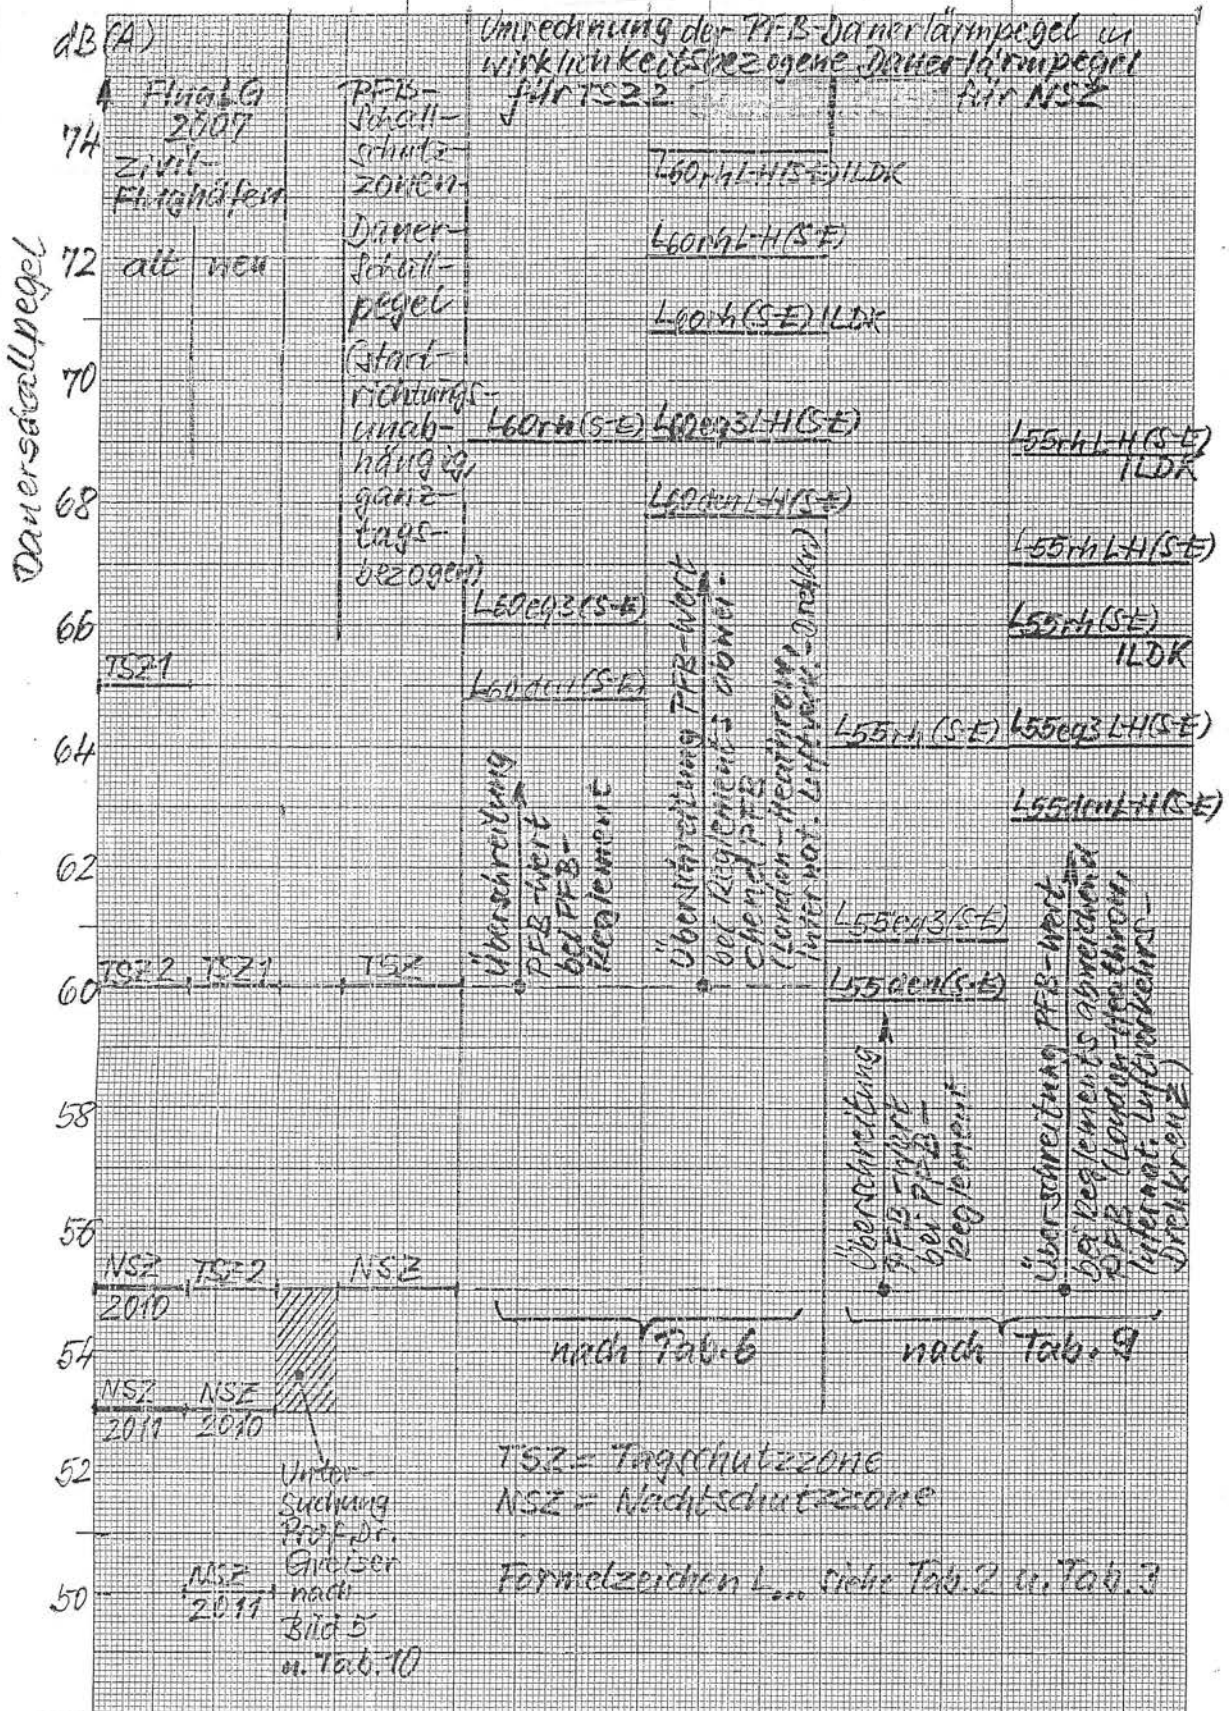 dB(A)
Umrechnung der PFB-Dauerlärmpegel in
wirklichkeitsbezogene Dauer-lärmpegel
für TSZ 2
für NSZ
FlugLG
2007
Zivil-
Flughäfen
alt neu
PFB-
Schall-
schutz-
zonen-
Dauer-
schall-
pegel
(start-
richtungs-
unab-
hängig,
ganz-
tags-
bezogen)
Dauerschallpegel
74
72
70
68
66
64
62
60
58
56
54
52
50
TSZ1
TSZ2
TSZ1
TSZ
NSZ
2010
TSZ2
NSZ
NSZ
2011
NSZ
2010
NSZ
2011
Unter-
suchung
Prof. Dr.
Greiser
nach
Bild 5
u. Tab. 10
L60rh(S-E)
L60eq3(S-E)
L60den(S-E)
Überschreitung
PFB-Wert
bei PFB-
Reglement
L60rhL-H(S-E)ILDK
L60rhL-H(S-E)
L60rh(S-E)ILDK
L60eq3L-H(S-E)
L60denL-H(S-E)
Überschreitung PFB-Wert
bei Reglements abwei-
chend PFB
(London-Heathrow,
internat. Luftverk.-Drehkr.)
L55rh(S-E)
L55eq3(S-E)
L55den(S-E)
Überschreitung
PFB-Wert
bei PFB-
Reglement
L55rhL-H(S-E)
ILDK
L55rhL-H(S-E)
L55rh(S-E)
ILDK
L55eq3L-H(S-E)
L55denL-H(S-E)
Überschreitung PFB-Wert
bei Reglements abweichend
PFB (London-Heathrow,
internat. Luftverkehrs-
Drehkreuz)
nach Tab. 6
nach Tab. 9
TSZ = Tagschutzzone
NSZ = Nachtschutzzone
Formelzeichen L... siehe Tab. 2 u. Tab. 3